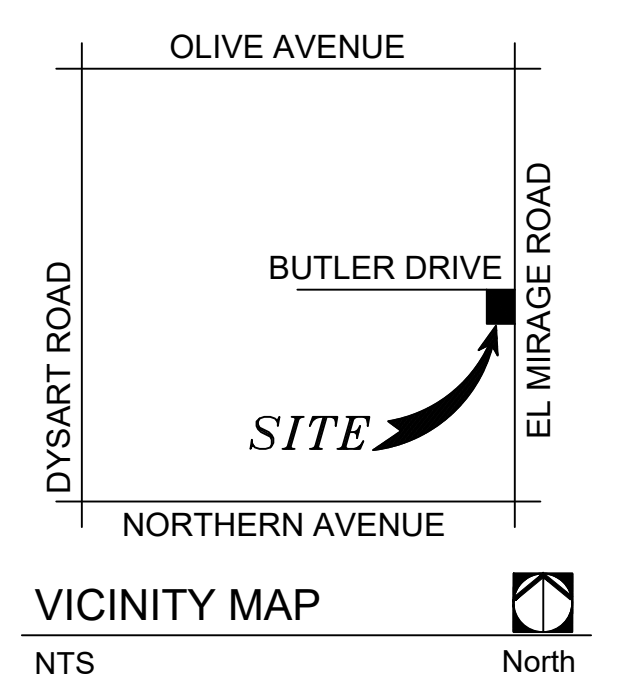 OLIVE AVENUE
EL MIRAGE ROAD
BUTLER DRIVE
DYSART ROAD
SITE
NORTHERN AVENUE
VICINITY MAP
NTS
North